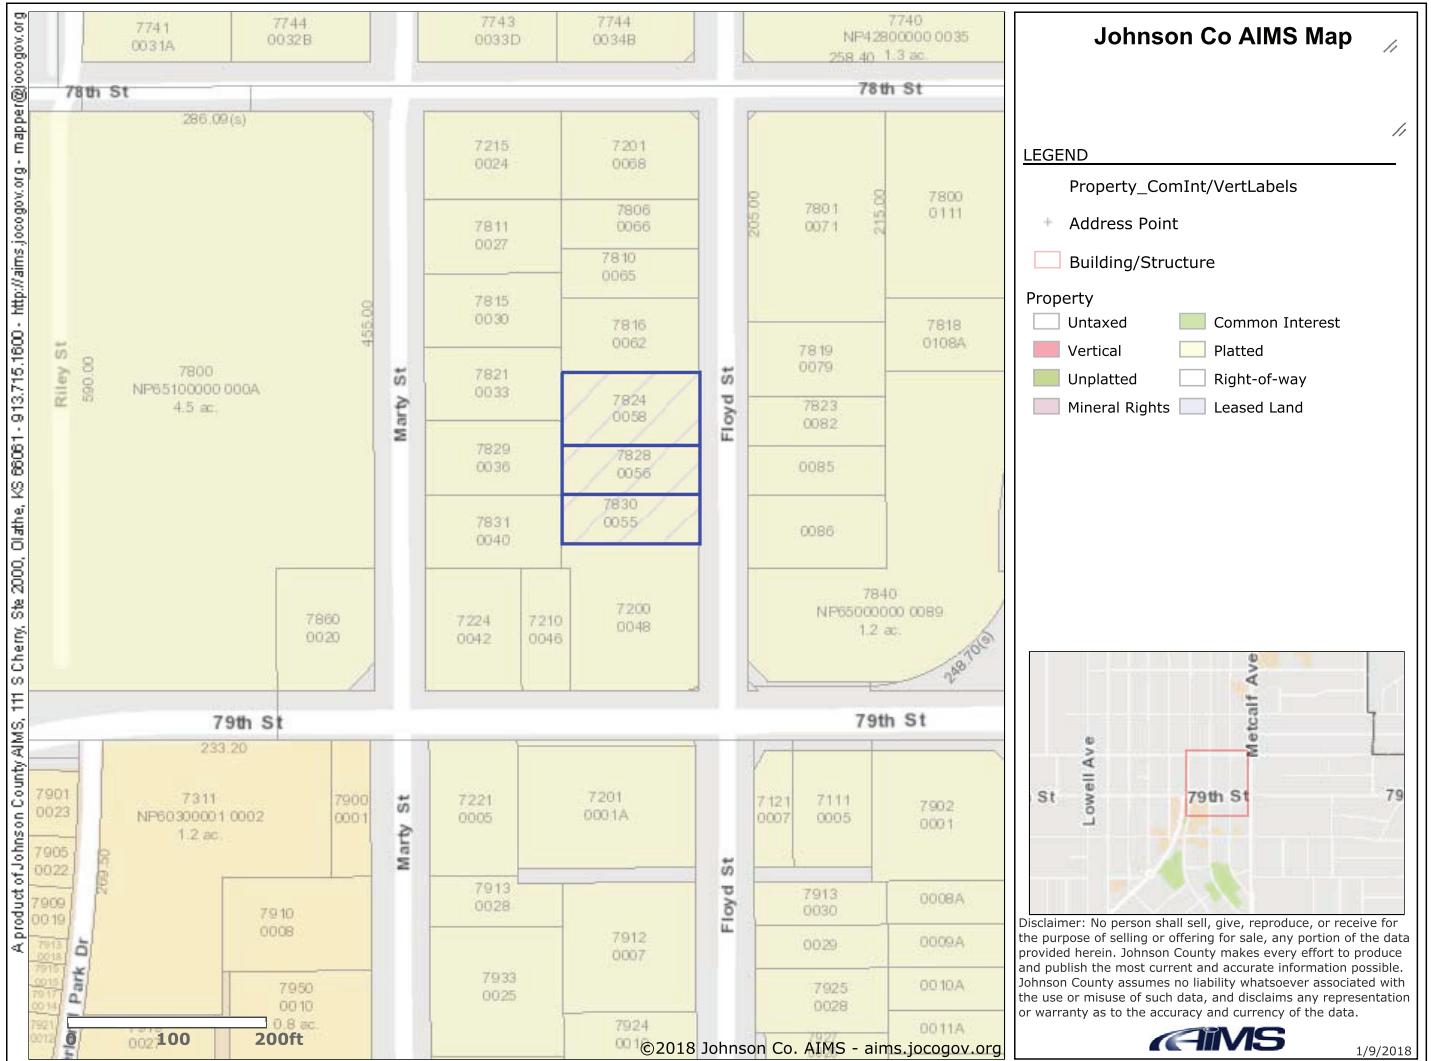 A product of Johnson County AIMS, 111 S Cherry, Ste 2000, Olathe, KS 66061 - 913.715.1600 - http://aims.jocogov.org - mapper@jocogov.org
7741
0031A
7744
0032B
7743
0033D
7744
0034B
7740
NP42800000 0035
258.40 1.3 ac.
78th St
78th St
286.09(s)
7215
0024
7201
0068
7806
0066
7811
0027
7810
0065
205.00
7801
0071
215.00
7800
0111
455.00
7815
0030
7816
0062
7818
0108A
Riley St
590.00
7800
NP65100000 000A
4.5 ac.
Marty St
7821
0033
7824
0058
Floyd St
7819
0079
7823
0082
7829
0036
7828
0056
0085
7831
0040
7830
0055
0086
7860
0020
7224
0042
7210
0046
7200
0048
7840
NP65000000 0089
1.2 ac.
248.70(s)
79th St
79th St
233.20
7901
0023
7311
NP60300001 0002
1.2 ac.
7900
0001
Marty St
7221
0005
7201
0001A
7121
0007
7111
0005
7902
0001
7905
0022
269.50
7909
0019
7910
0008
7913
0028
Floyd St
7913
0030
0008A
7913
0018
7912
0007
0029
0009A
7915
0015
Park Dr
7933
0025
7925
0028
0010A
7917
0014
7950
0010
0.8 ac.
7921
0012
0027
7924
0011A
0 100 200ft
©2018 Johnson Co. AIMS - aims.jocogov.org
Johnson Co AIMS Map
LEGEND
Property_ComInt/VertLabels
Address Point
Building/Structure
Property
Untaxed
Common Interest
Vertical
Platted
Unplatted
Right-of-way
Mineral Rights
Leased Land
Metcalf Ave
Lowell Ave
St
79th St
79
Disclaimer: No person shall sell, give, reproduce, or receive for
the purpose of selling or offering for sale, any portion of the data
provided herein. Johnson County makes every effort to produce
and publish the most current and accurate information possible.
Johnson County assumes no liability whatsoever associated with
the use or misuse of such data, and disclaims any representation
or warranty as to the accuracy and currency of the data.
AIMS
1/9/2018